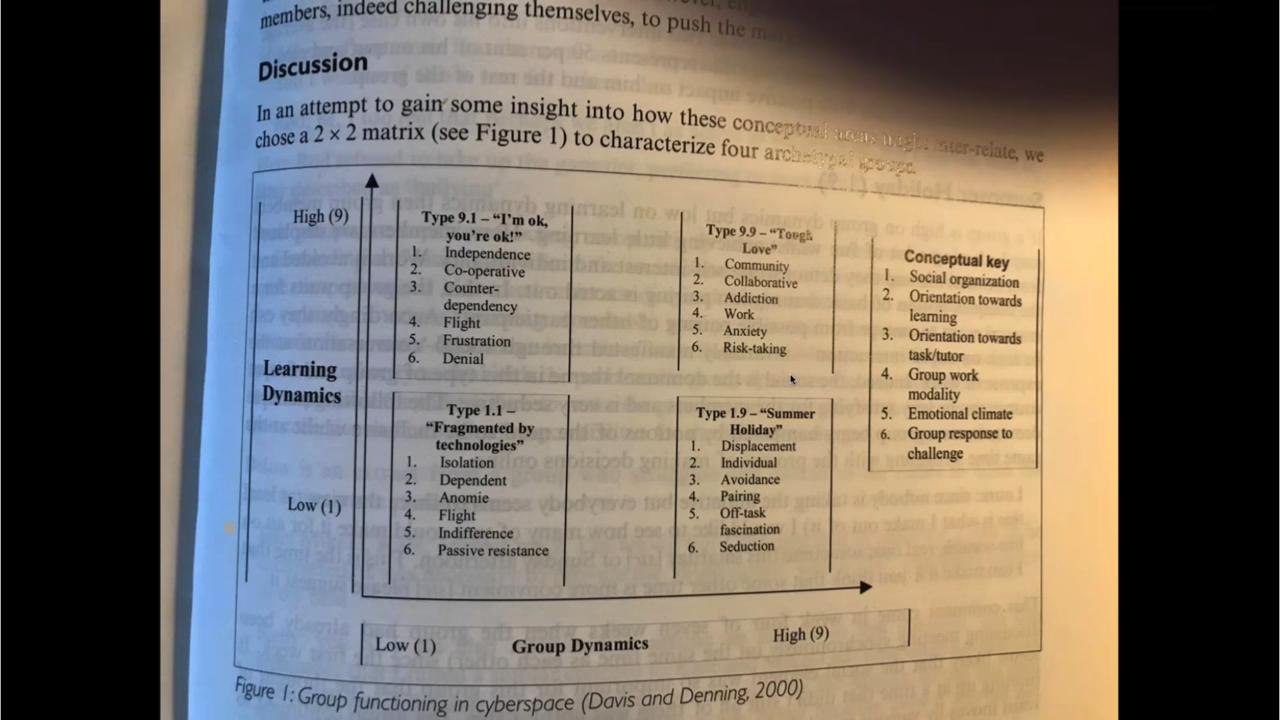 members, indeed challenging themselves, to push the
Discussion
In an attempt to gain some insight into how these conceptual areas might inter-relate, we
chose a 2 × 2 matrix (see Figure 1) to characterize four archetypal groups.
High (9)
Learning
Dynamics
Low (1)
Type 9.1 – “I’m ok,
you’re ok!”
1. Independence
2. Co-operative
3. Counter-
dependency
4. Flight
5. Frustration
6. Denial
Type 9.9 – “Tough
Love”
1. Community
2. Collaborative
3. Addiction
4. Work
5. Anxiety
6. Risk-taking
Conceptual key
1. Social organization
2. Orientation towards
learning
3. Orientation towards
task/tutor
4. Group work
modality
5. Emotional climate
6. Group response to
challenge
Type 1.1 –
“Fragmented by
technologies”
1. Isolation
2. Dependent
3. Anomie
4. Flight
5. Indifference
6. Passive resistance
Type 1.9 – “Summer
Holiday”
1. Displacement
2. Individual
3. Avoidance
4. Pairing
5. Off-task
fascination
6. Seduction
Low (1)
Group Dynamics
High (9)
Figure 1: Group functioning in cyberspace (Davis and Denning, 2000)